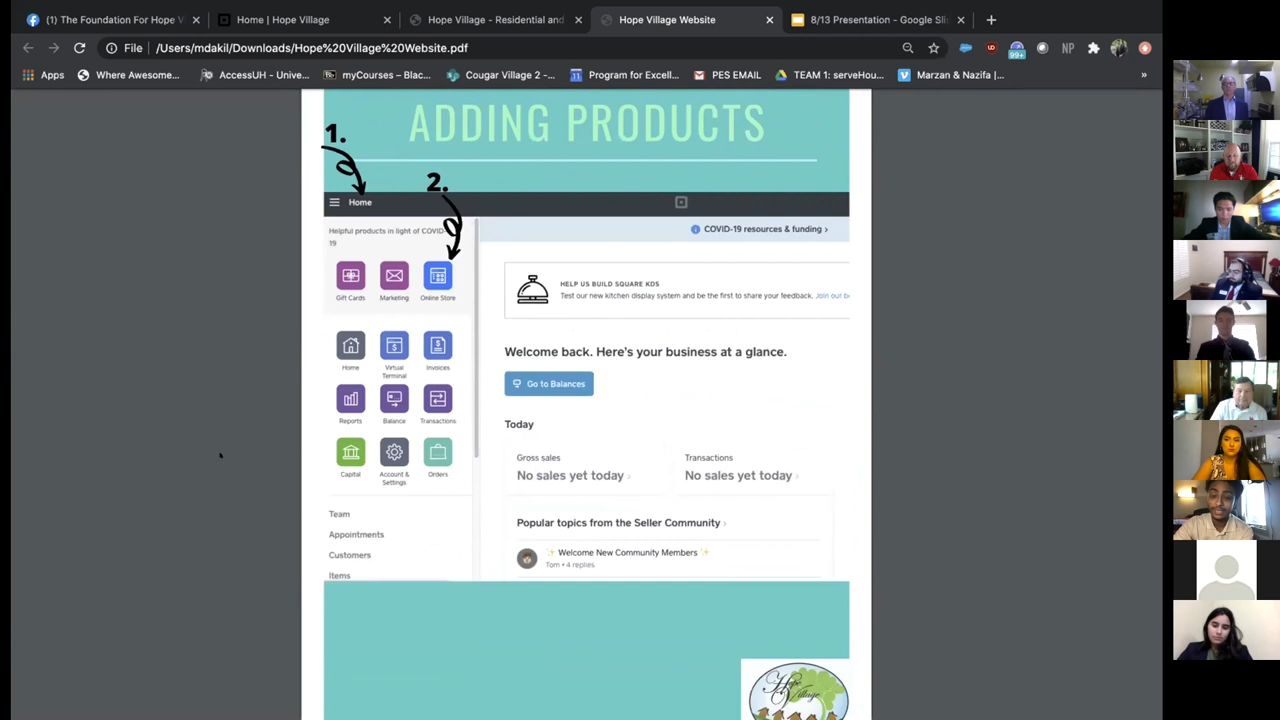 (1) The Foundation For Hope V
Home | Hope Village
Hope Village - Residential and
Hope Village Website
8/13 Presentation - Google Sli
File
/Users/mdakil/Downloads/Hope%20Village%20Website.pdf
99+
NP
Apps
Where Awesome...
AccessUH - Unive...
myCourses – Blac...
Cougar Village 2 -...
Program for Excell...
PES EMAIL
TEAM 1: serveHou...
Marzan & Nazifa |...
»
ADDING PRODUCTS
1.
2.
Home
Helpful products in light of COVID-
19
COVID-19 resources & funding >
Gift Cards
Marketing
Online Store
HELP US BUILD SQUARE KDS
Test our new kitchen display system and be the first to share your feedback. Join our b
Home
Virtual
Terminal
Invoices
Welcome back. Here's your business at a glance.
Go to Balances
Reports
Balance
Transactions
Today
Capital
Account &
Settings
Orders
Gross sales
No sales yet today >
Transactions
No sales yet today >
Team
Appointments
Customers
Items
Popular topics from the Seller Community >
✨ Welcome New Community Members ✨
Tom • 4 replies
Hope
Village